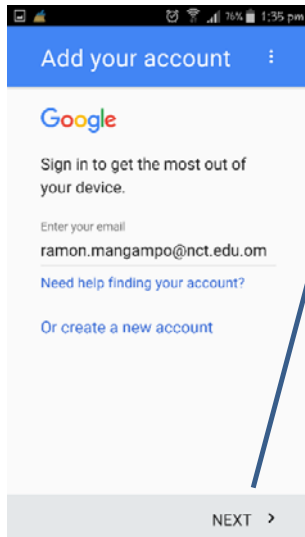 76% 1:35 pm
Add your account
Google
Sign in to get the most out of
your device.
Enter your email
ramon.mangampo@nct.edu.om
Need help finding your account?
Or create a new account
NEXT >